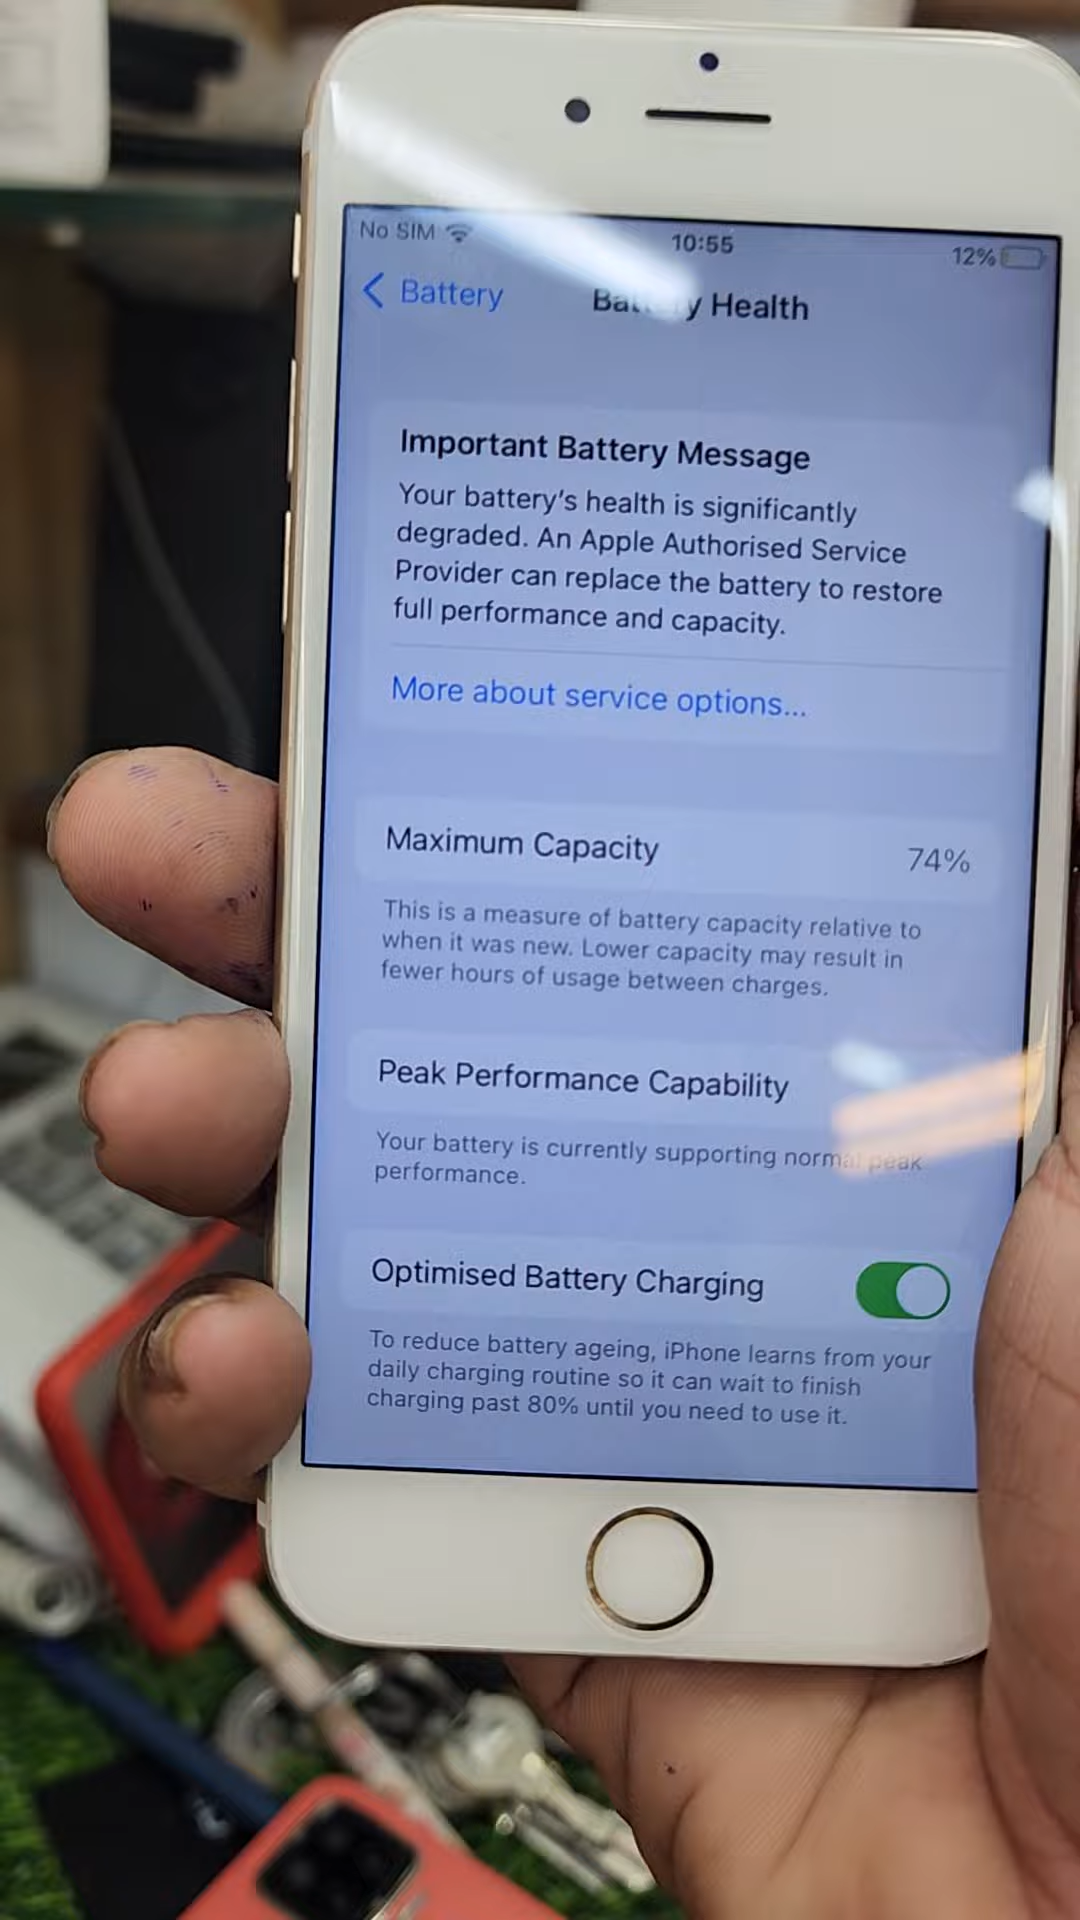 No SIM
10:55
12%
Battery
Battery Health
Important Battery Message
Your battery's health is significantly
degraded. An Apple Authorised Service
Provider can replace the battery to restore
full performance and capacity.
More about service options...
Maximum Capacity
74%
This is a measure of battery capacity relative to
when it was new. Lower capacity may result in
fewer hours of usage between charges.
Peak Performance Capability
Your battery is currently supporting normal peak
performance.
Optimised Battery Charging
To reduce battery ageing, iPhone learns from your
daily charging routine so it can wait to finish
charging past 80% until you need to use it.